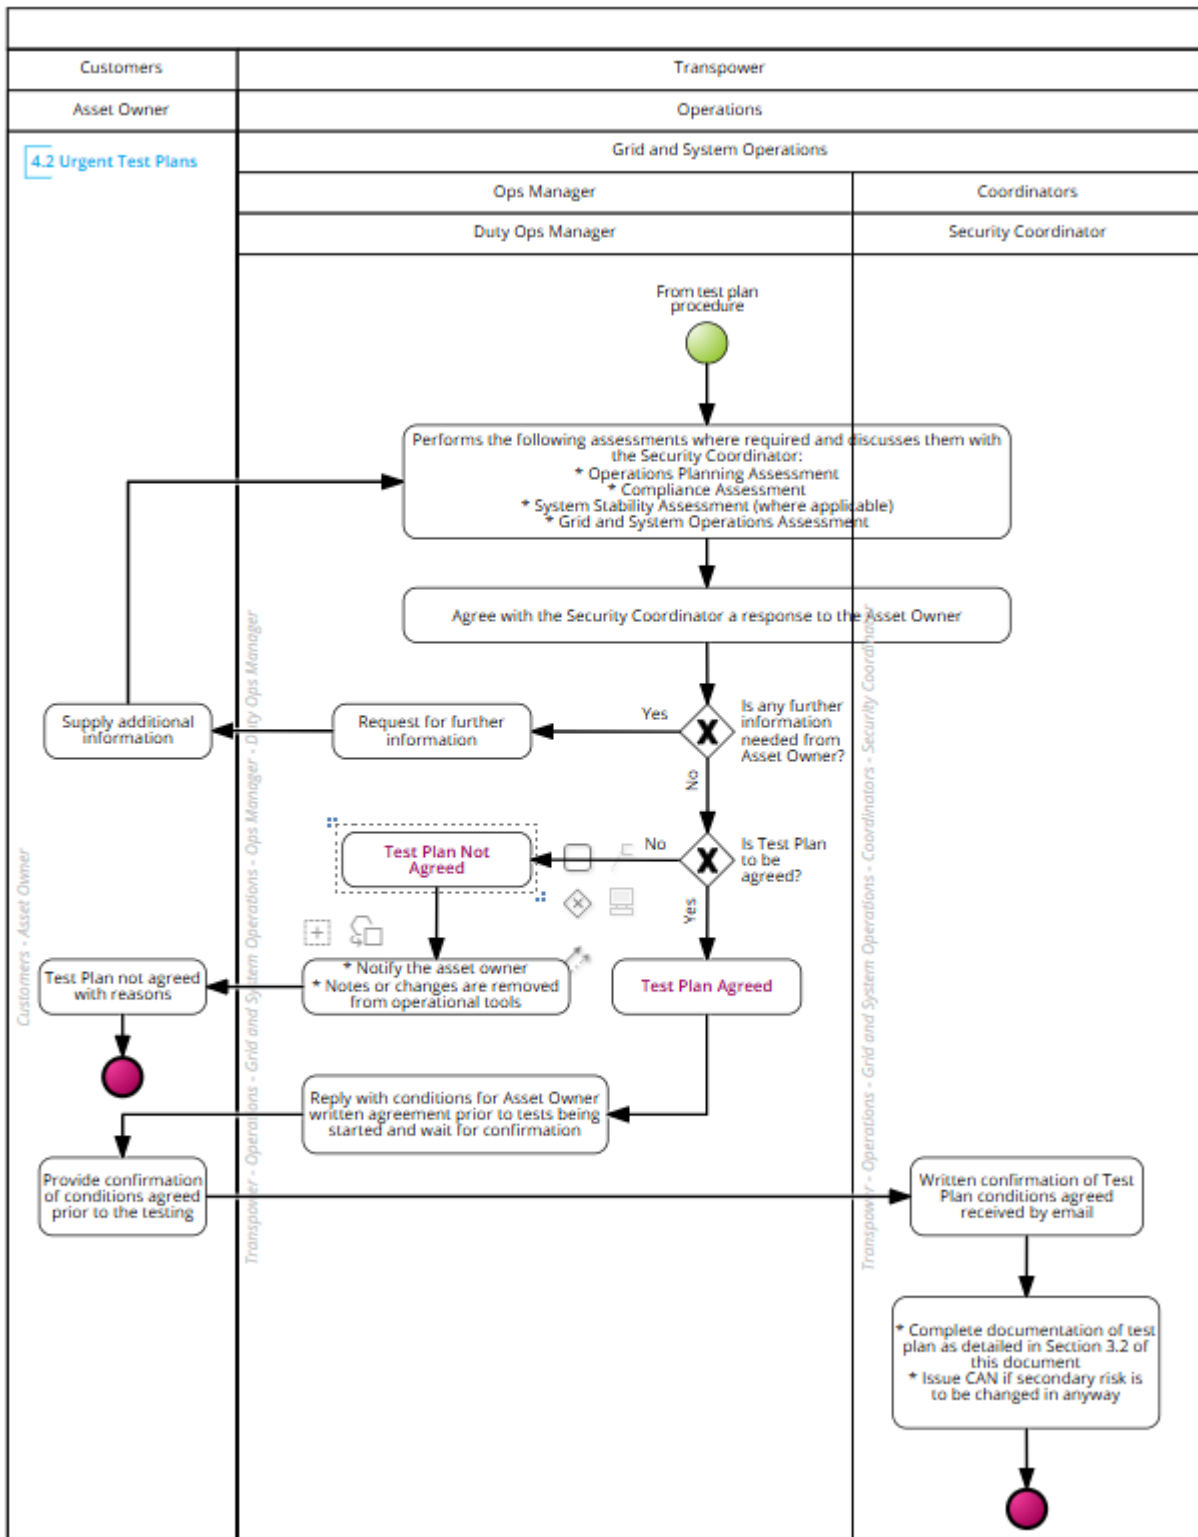 Customers
Transpower
Asset Owner
Operations
4.2 Urgent Test Plans
Grid and System Operations
Ops Manager
Coordinators
Duty Ops Manager
Security Coordinator
From test plan
procedure
Performs the following assessments where required and discusses them with
the Security Coordinator:
* Operations Planning Assessment
* Compliance Assessment
* System Stability Assessment (where applicable)
* Grid and System Operations Assessment
Agree with the Security Coordinator a response to the Asset Owner
Is any further
information
needed from
Asset Owner?
Yes
Request for further
information
Supply additional
information
No
Is Test Plan
to be
agreed?
No
Test Plan Not
Agreed
Yes
* Notify the asset owner
* Notes or changes are removed
from operational tools
Test Plan not agreed
with reasons
Test Plan Agreed
Reply with conditions for Asset Owner
written agreement prior to tests being
started and wait for confirmation
Provide confirmation
of conditions agreed
prior to the testing
Written confirmation of Test
Plan conditions agreed
received by email
* Complete documentation of test
plan as detailed in Section 3.2 of
this document
* Issue CAN if secondary risk is
to be changed in anyway
Customers - Asset Owner
Transpower - Operations - Grid and System Operations - Ops Manager - Duty Ops Manager
Transpower - Operations - Grid and System Operations - Coordinators - Security Coordinator